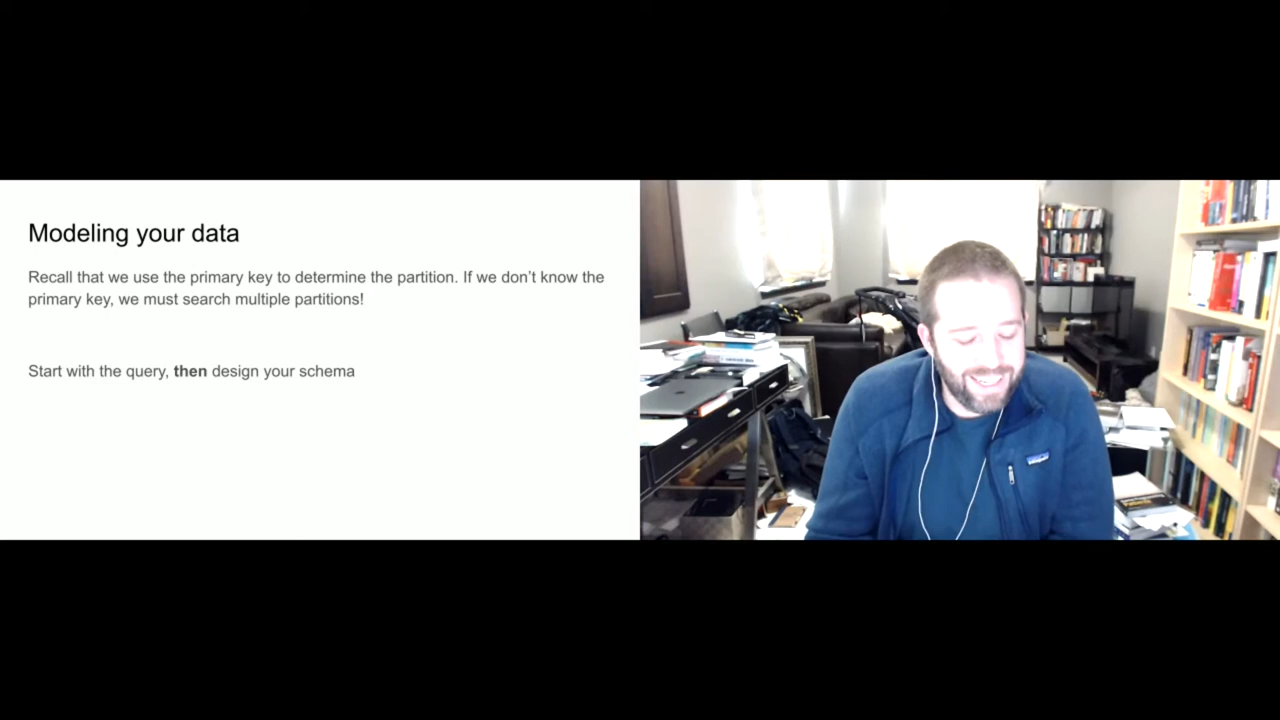 Modeling your data
Recall that we use the primary key to determine the partition. If we don’t know the
primary key, we must search multiple partitions!
Start with the query, then design your schema